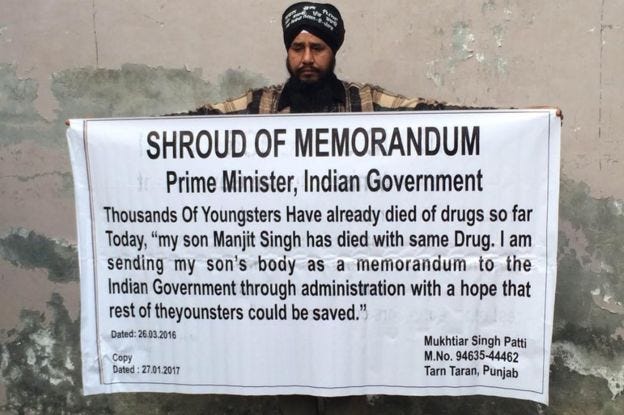 SHROUD OF MEMORANDUM
Prime Minister, Indian Government
Thousands Of Youngsters Have already died of drugs so far
Today, “my son Manjit Singh has died with same Drug. I am
sending my son's body as a memorandum to the
Indian Government through administration with a hope that
rest of theyounsters could be saved.”
Dated: 26.03.2016
Copy
Dated : 27.01.2017
Mukhtiar Singh Patti
M.No. 94635-44462
Tarn Taran, Punjab